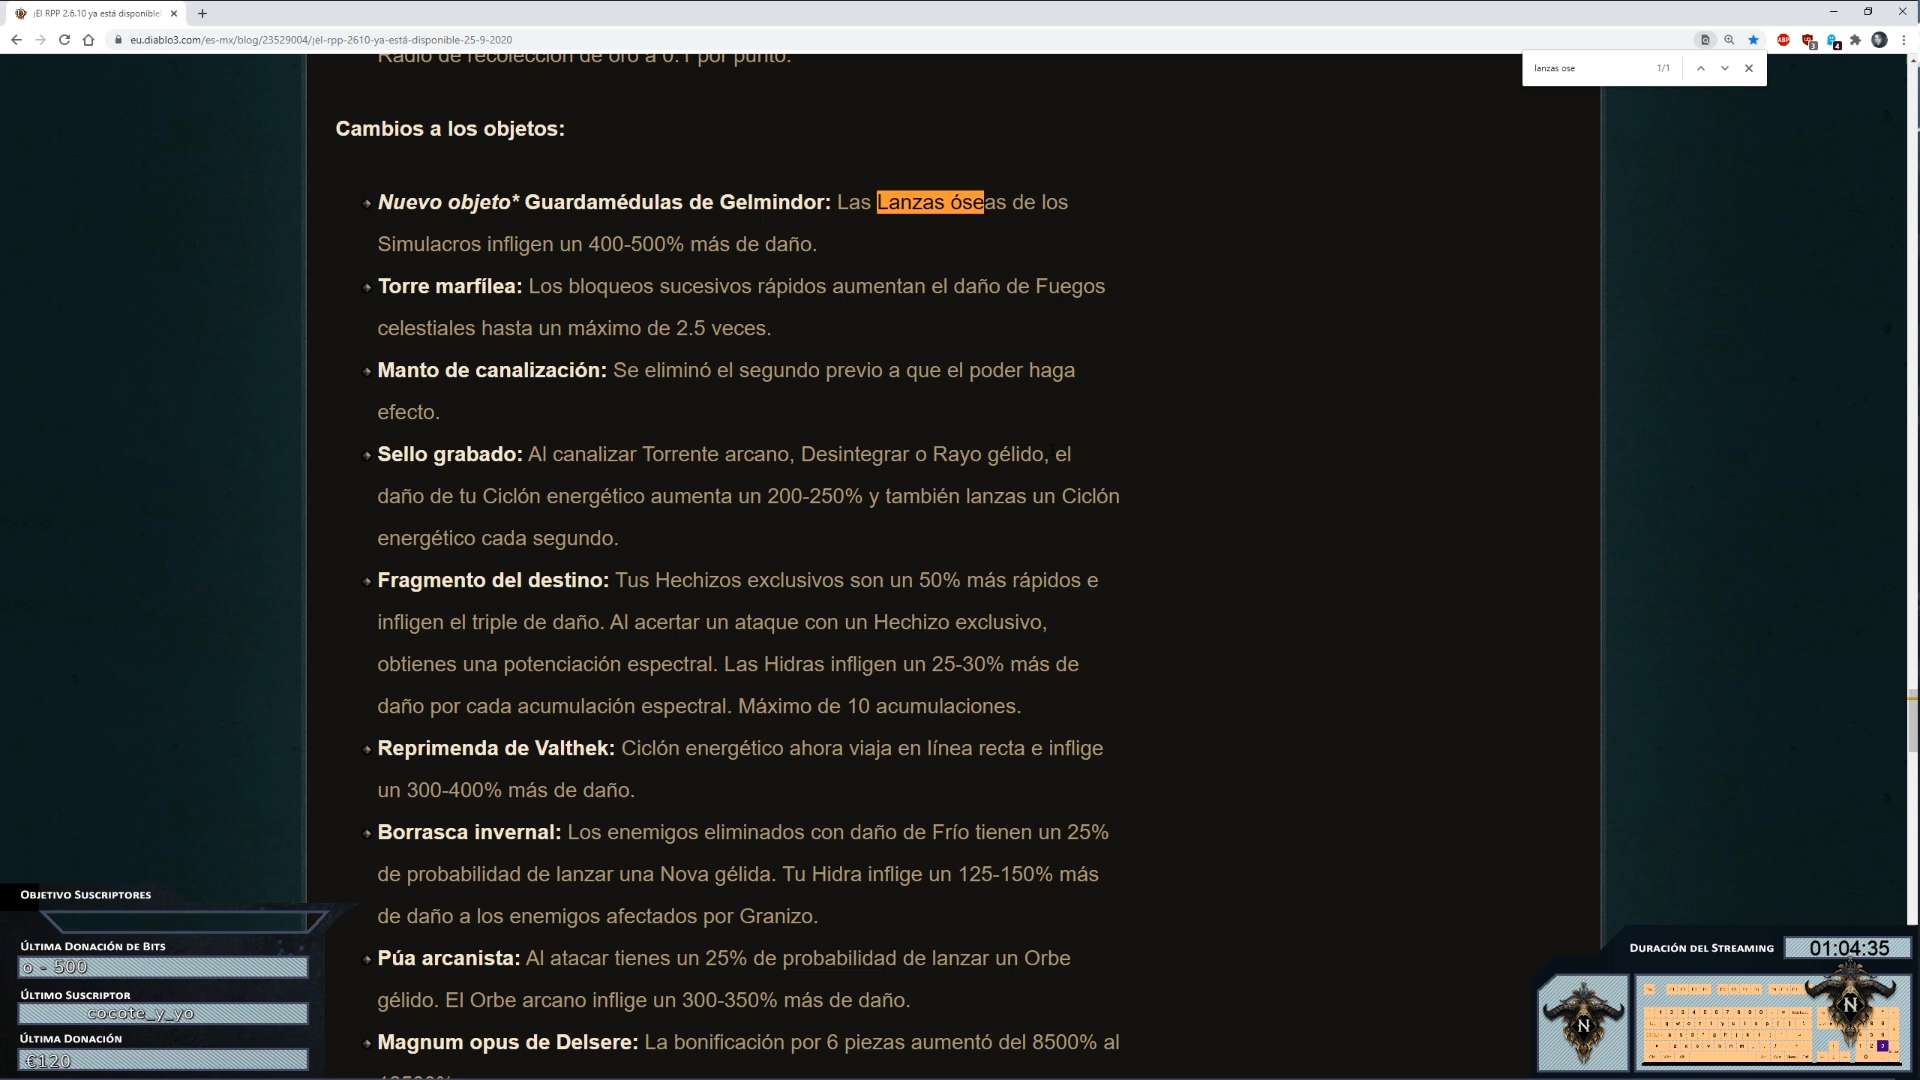 ¡El RPP 2.6.10 ya está disponible:
eu.diablo3.com/es-mx/blog/23529004/¡el-rpp-2610-ya-está-disponible-25-9-2020
ABP
3
4
lanzas ose
1/1
Radio de recolección de oro a 0.1 por punto.
Cambios a los objetos:
Nuevo objeto* Guardamédulas de Gelmindor: Las Lanzas óseas de los
Simulacros infligen un 400-500% más de daño.
Torre marfílea: Los bloqueos sucesivos rápidos aumentan el daño de Fuegos
celestiales hasta un máximo de 2.5 veces.
Manto de canalización: Se eliminó el segundo previo a que el poder haga
efecto.
Sello grabado: Al canalizar Torrente arcano, Desintegrar o Rayo gélido, el
daño de tu Ciclón energético aumenta un 200-250% y también lanzas un Ciclón
energético cada segundo.
Fragmento del destino: Tus Hechizos exclusivos son un 50% más rápidos e
infligen el triple de daño. Al acertar un ataque con un Hechizo exclusivo,
obtienes una potenciación espectral. Las Hidras infligen un 25-30% más de
daño por cada acumulación espectral. Máximo de 10 acumulaciones.
Reprimenda de Valthek: Ciclón energético ahora viaja en línea recta e inflige
un 300-400% más de daño.
Borrasca invernal: Los enemigos eliminados con daño de Frío tienen un 25%
de probabilidad de lanzar una Nova gélida. Tu Hidra inflige un 125-150% más
de daño a los enemigos afectados por Granizo.
Púa arcanista: Al atacar tienes un 25% de probabilidad de lanzar un Orbe
gélido. El Orbe arcano inflige un 300-350% más de daño.
Magnum opus de Delsere: La bonificación por 6 piezas aumentó del 8500% al
Objetivo Suscriptores
Última Donación de Bits
o - 500
Último Suscriptor
cocote_y_yo
Última Donación
€120
Duración del Streaming
01:04:35
N
N